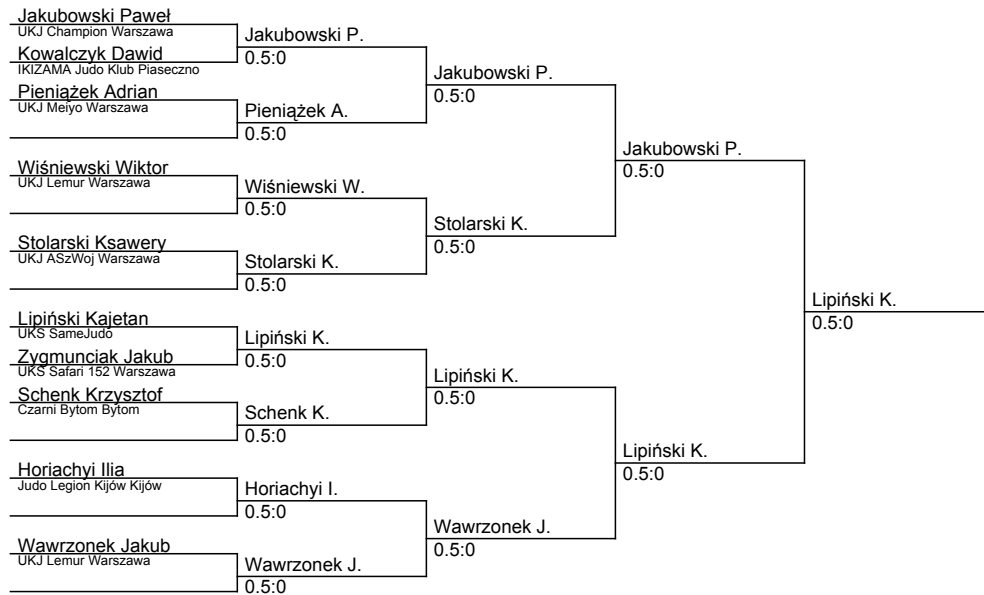 Jakubowski Paweł
UKJ Champion Warszawa
Kowalczyk Dawid
IKIZAMA Judo Klub Piaseczno
Pieniążek Adrian
UKJ Meiyo Warszawa
Wiśniewski Wiktor
UKJ Lemur Warszawa
Stolarski Ksawery
UKJ ASzWoj Warszawa
Lipiński Kajetan
UKS SameJudo
Zygmunciak Jakub
UKS Safari 152 Warszawa
Schenk Krzysztof
Czarni Bytom Bytom
Horiachyi Ilia
Judo Legion Kijów Kijów
Wawrzonek Jakub
UKJ Lemur Warszawa
Jakubowski P.
0.5:0
Pieniążek A.
0.5:0
Wiśniewski W.
0.5:0
Stolarski K.
0.5:0
Lipiński K.
0.5:0
Schenk K.
0.5:0
Horiachyi I.
0.5:0
Wawrzonek J.
0.5:0
Jakubowski P.
0.5:0
Stolarski K.
0.5:0
Lipiński K.
0.5:0
Wawrzonek J.
0.5:0
Jakubowski P.
0.5:0
Lipiński K.
0.5:0
Lipiński K.
0.5:0